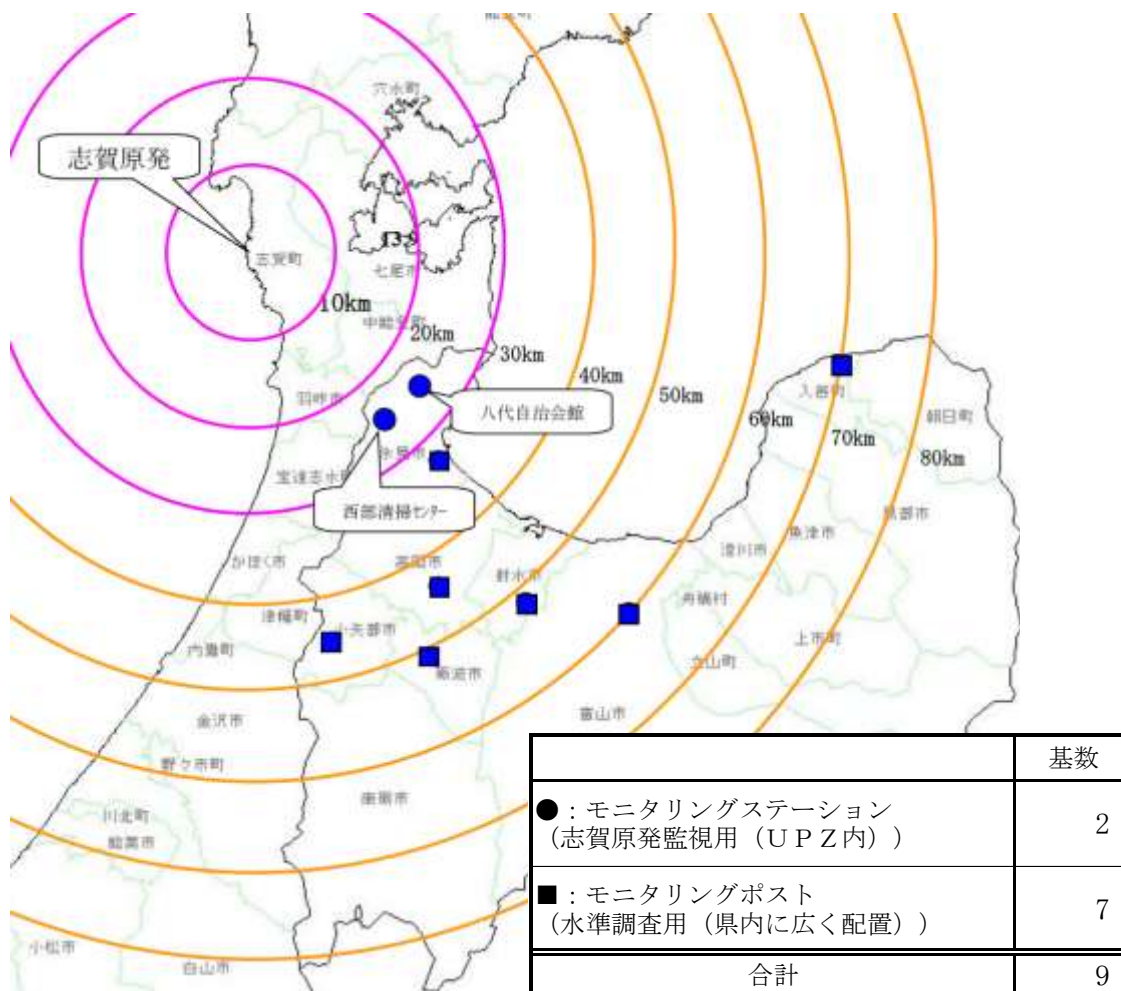 穴水町
志賀原発
志賀町
七尾市
10km
中能登町
20km
30km
羽咋市
40km
八代自治会館
50km
入善町
60km
朝日町
70km
氷見市
80km
宝達志水町
西部清掃センター
黒部市
魚津市
滑川市
かほく市
高岡市
射水市
舟橋村
津幡町
小矢部市
上市町
内灘町
立山町
砺波市
金沢市
富山市
野々市町
南砺市
川北町
能美市
小松市
白山市
基数
●:モニタリングステーション
(志賀原発監視用(UPZ内))
2
■:モニタリングポスト
(水準調査用(県内に広く配置))
7
合計
9